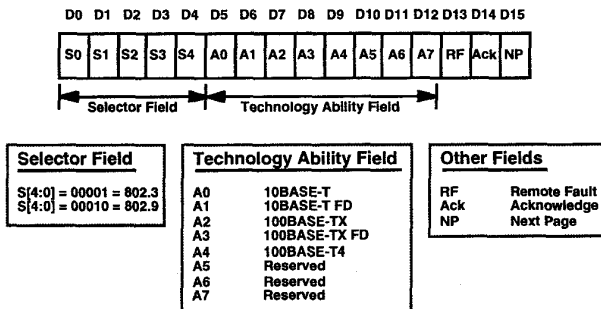 D0 D1 D2 D3 D4 D5 D6 D7 D8 D9 D10 D11 D12 D13 D14 D15
S0 S1 S2 S3 S4 A0 A1 A2 A3 A4 A5 A6 A7 RF Ack NP
Selector Field Technology Ability Field
Selector Field
S[4:0] = 00001 = 802.3
S[4:0] = 00010 = 802.9
Technology Ability Field
A0 10BASE-T
A1 10BASE-T FD
A2 100BASE-TX
A3 100BASE-TX FD
A4 100BASE-T4
A5 Reserved
A6 Reserved
A7 Reserved
Other Fields
RF Remote Fault
Ack Acknowledge
NP Next Page